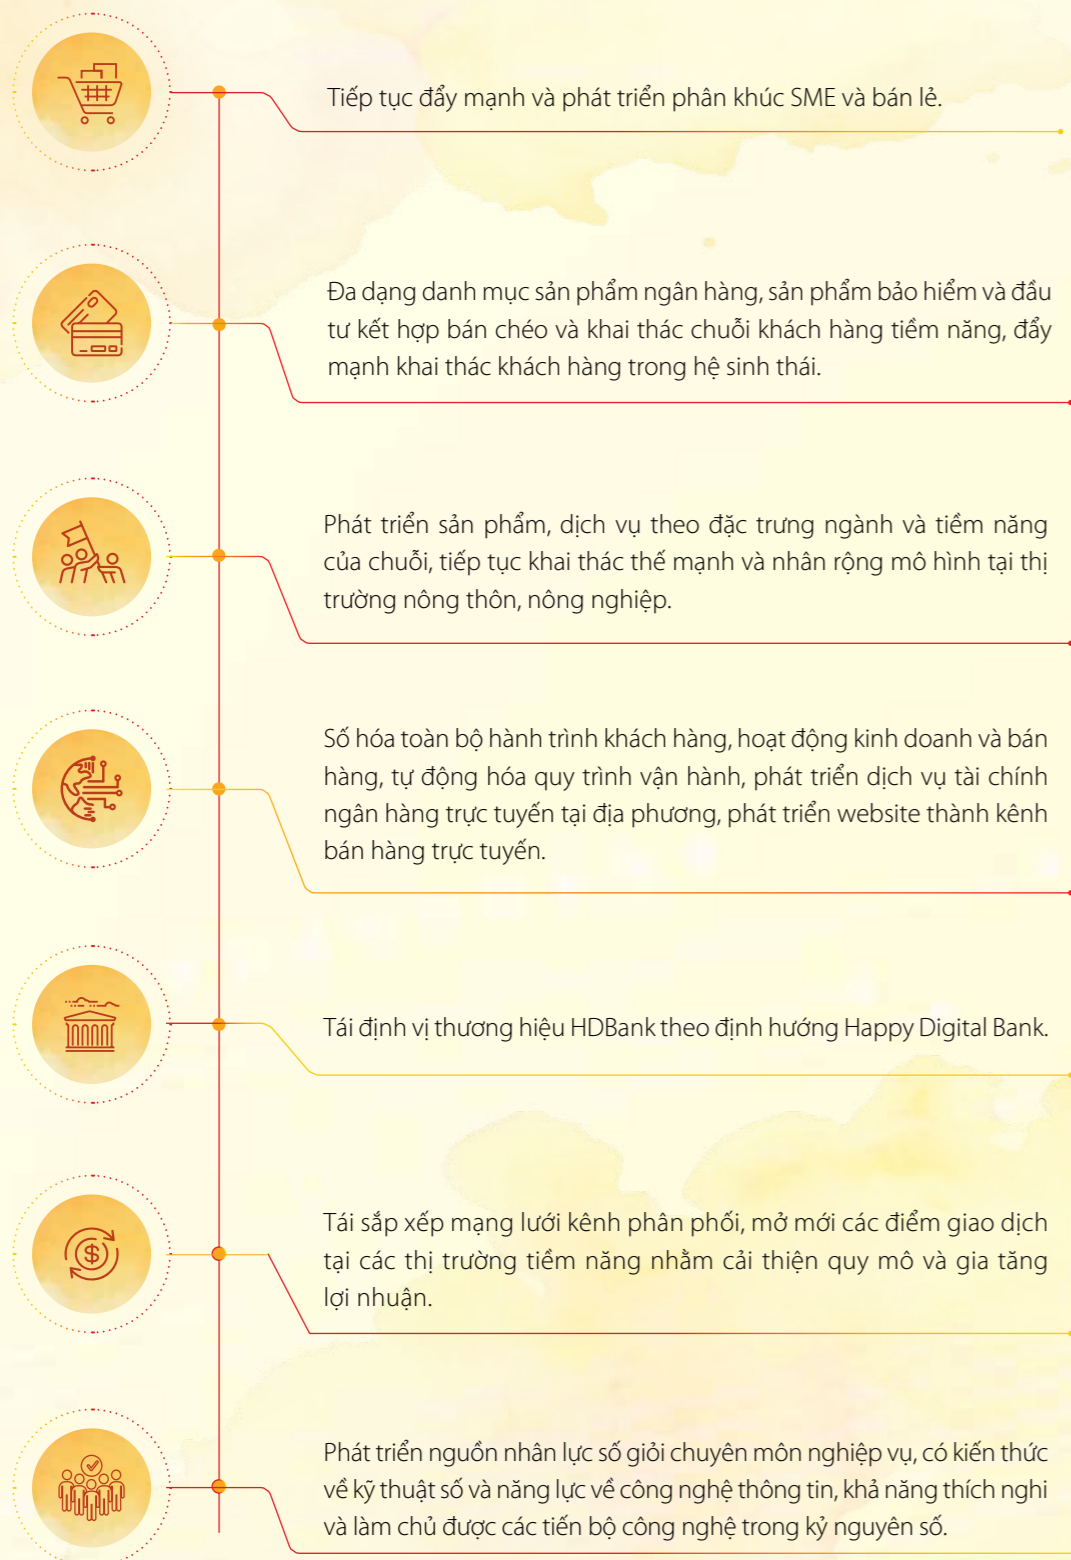 Tiếp tục đẩy mạnh và phát triển phân khúc SME và bán lẻ.
Đa dạng danh mục sản phẩm ngân hàng, sản phẩm bảo hiểm và đầu
tư kết hợp bán chéo và khai thác chuỗi khách hàng tiềm năng, đẩy
mạnh khai thác khách hàng trong hệ sinh thái.
Phát triển sản phẩm, dịch vụ theo đặc trưng ngành và tiềm năng
của chuỗi, tiếp tục khai thác thế mạnh và nhân rộng mô hình tại thị
trường nông thôn, nông nghiệp.
Số hóa toàn bộ hành trình khách hàng, hoạt động kinh doanh và bán
hàng, tự động hóa quy trình vận hành, phát triển dịch vụ tài chính
ngân hàng trực tuyến tại địa phương, phát triển website thành kênh
bán hàng trực tuyến.
Tái định vị thương hiệu HDBank theo định hướng Happy Digital Bank.
Tái sắp xếp mạng lưới kênh phân phối, mở mới các điểm giao dịch
tại các thị trường tiềm năng nhằm cải thiện quy mô và gia tăng
lợi nhuận.
Phát triển nguồn nhân lực số giỏi chuyên môn nghiệp vụ, có kiến thức
về kỹ thuật số và năng lực về công nghệ thông tin, khả năng thích nghi
và làm chủ được các tiến bộ công nghệ trong kỷ nguyên số.